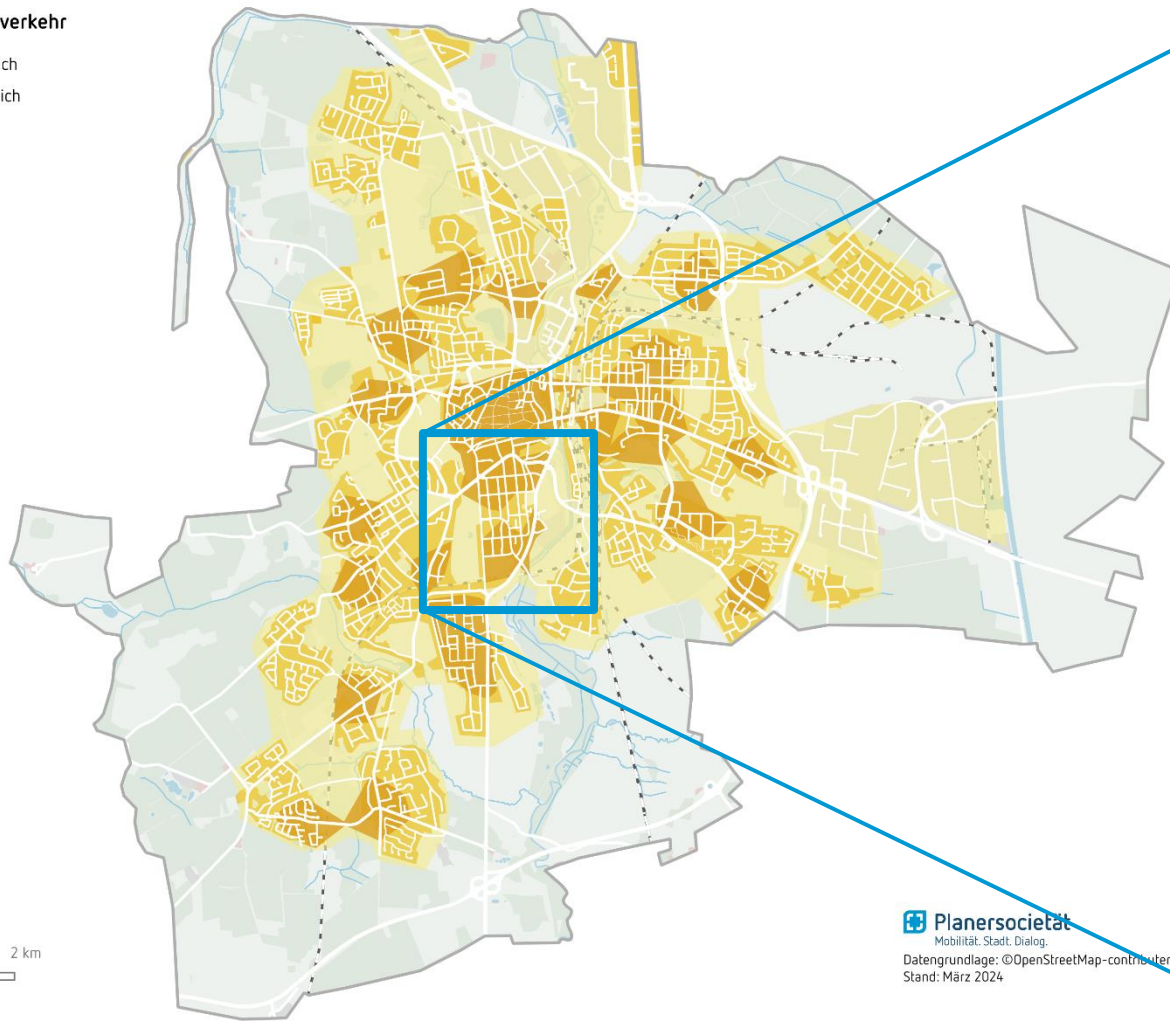 verkehr
ch
ich
2 km
Planersocietät
Mobilität. Stadt. Dialog.
Datengrundlage: ©OpenStreetMap-contributer
Stand: März 2024